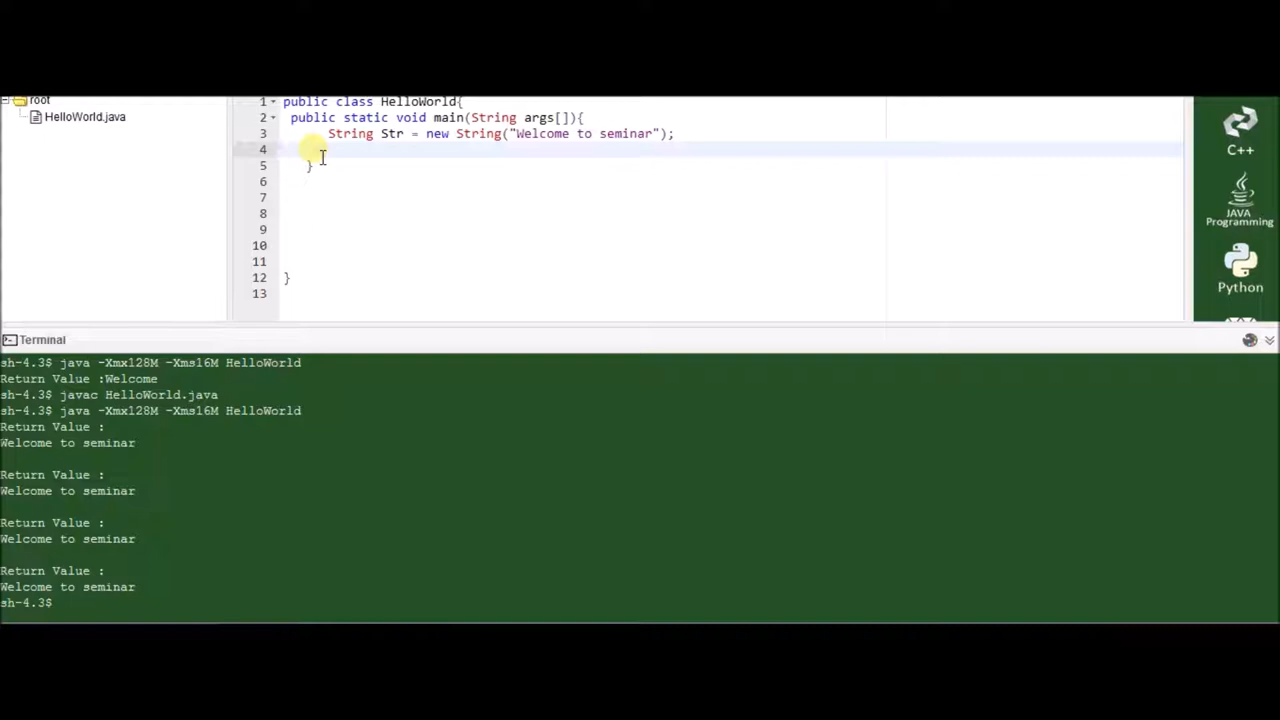 root
HelloWorld.java
1 public class HelloWorld{
2 public static void main(String args[]){
3 String Str = new String("Welcome to seminar");
4
5 }
6
7
8
9
10
11
12 }
13
C++
JAVA
Programming
Python
Terminal
sh-4.3$ java -Xmx128M -Xms16M HelloWorld
Return Value :Welcome
sh-4.3$ javac HelloWorld.java
sh-4.3$ java -Xmx128M -Xms16M HelloWorld
Return Value :
Welcome to seminar
Return Value :
Welcome to seminar
Return Value :
Welcome to seminar
Return Value :
Welcome to seminar
sh-4.3$